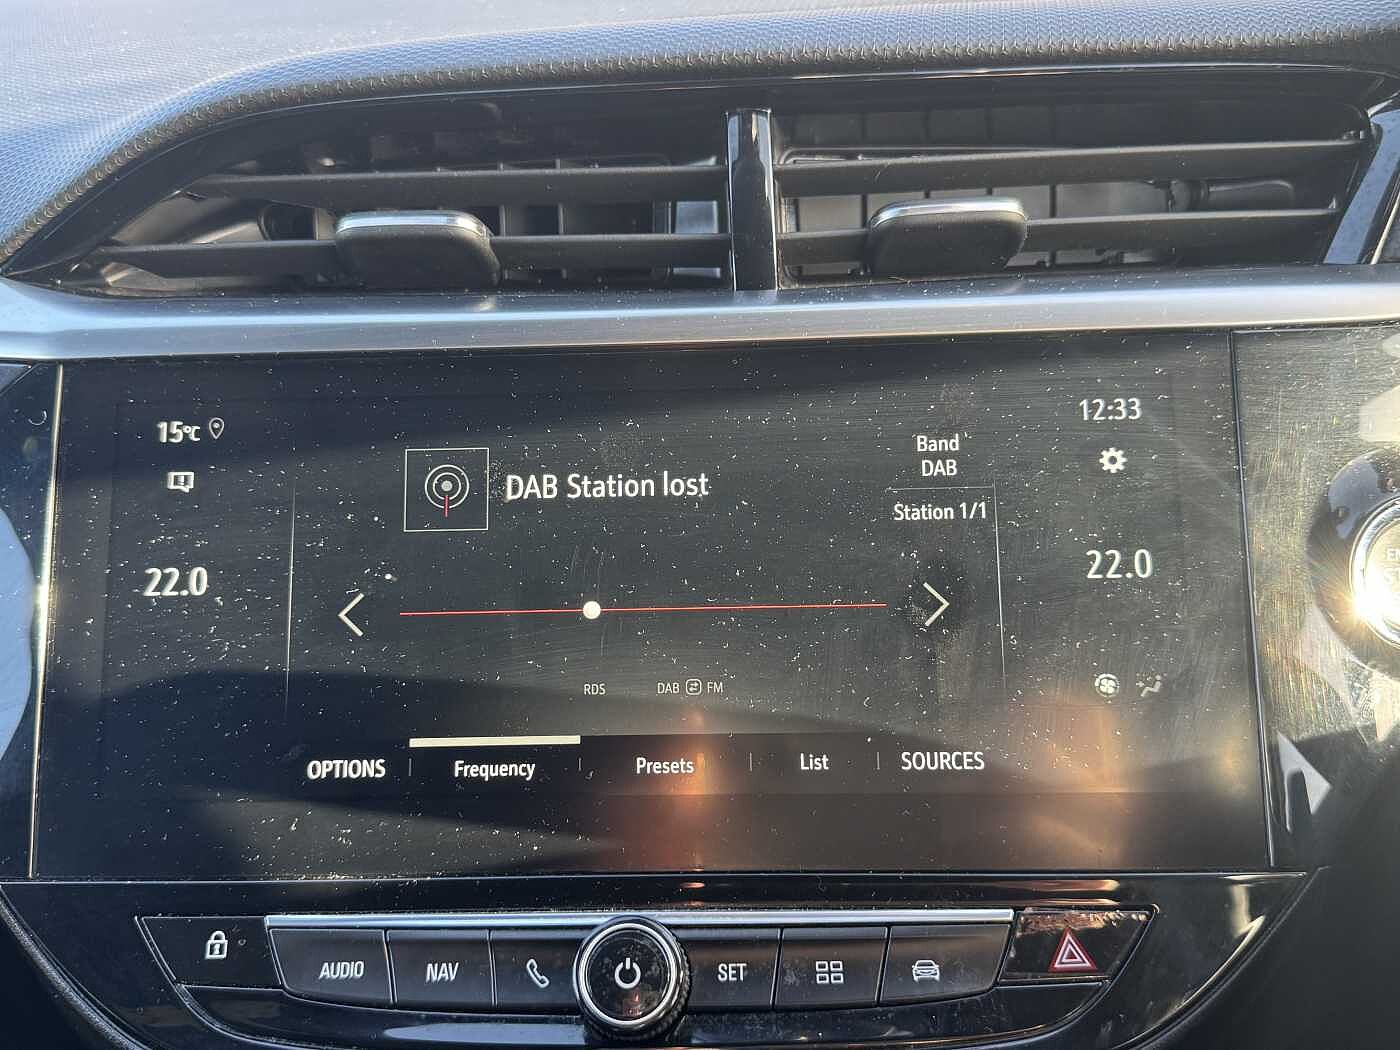 15°C
12:33
DAB Station lost
Band
DAB
Station 1/1
22.0
22.0
RDS
DAB
FM
OPTIONS
Frequency
Presets
List
SOURCES
AUDIO
NAV
SET